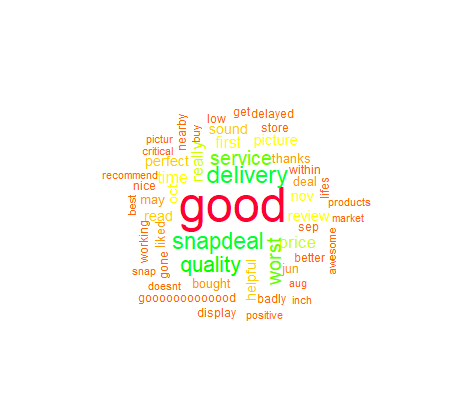 get delayed
low
nearby
buy
sound
store
pictur
first
picture
critical
really
service
thanks
perfect
within
recommend
time
delivery
deal
lifes
nice
oct
nov
best
may
good
products
read
review
market
liked
sep
working
snapdeal
price
worst
better
awesome
gone
quality
jun
snap
helpful
doesnt
bought
aug
goooooooooood
badly
inch
display
positive